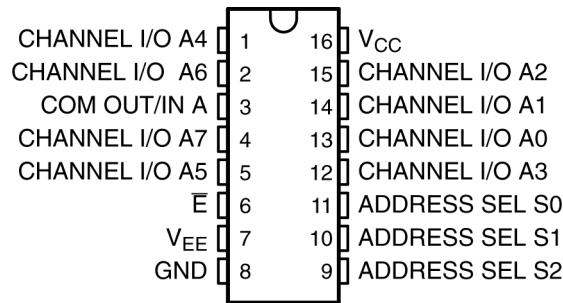 CHANNEL I/O A4 1 16 VCC
CHANNEL I/O A6 2 15 CHANNEL I/O A2
COM OUT/IN A 3 14 CHANNEL I/O A1
CHANNEL I/O A7 4 13 CHANNEL I/O A0
CHANNEL I/O A5 5 12 CHANNEL I/O A3
E̅ 6 11 ADDRESS SEL S0
VEE 7 10 ADDRESS SEL S1
GND 8 9 ADDRESS SEL S2